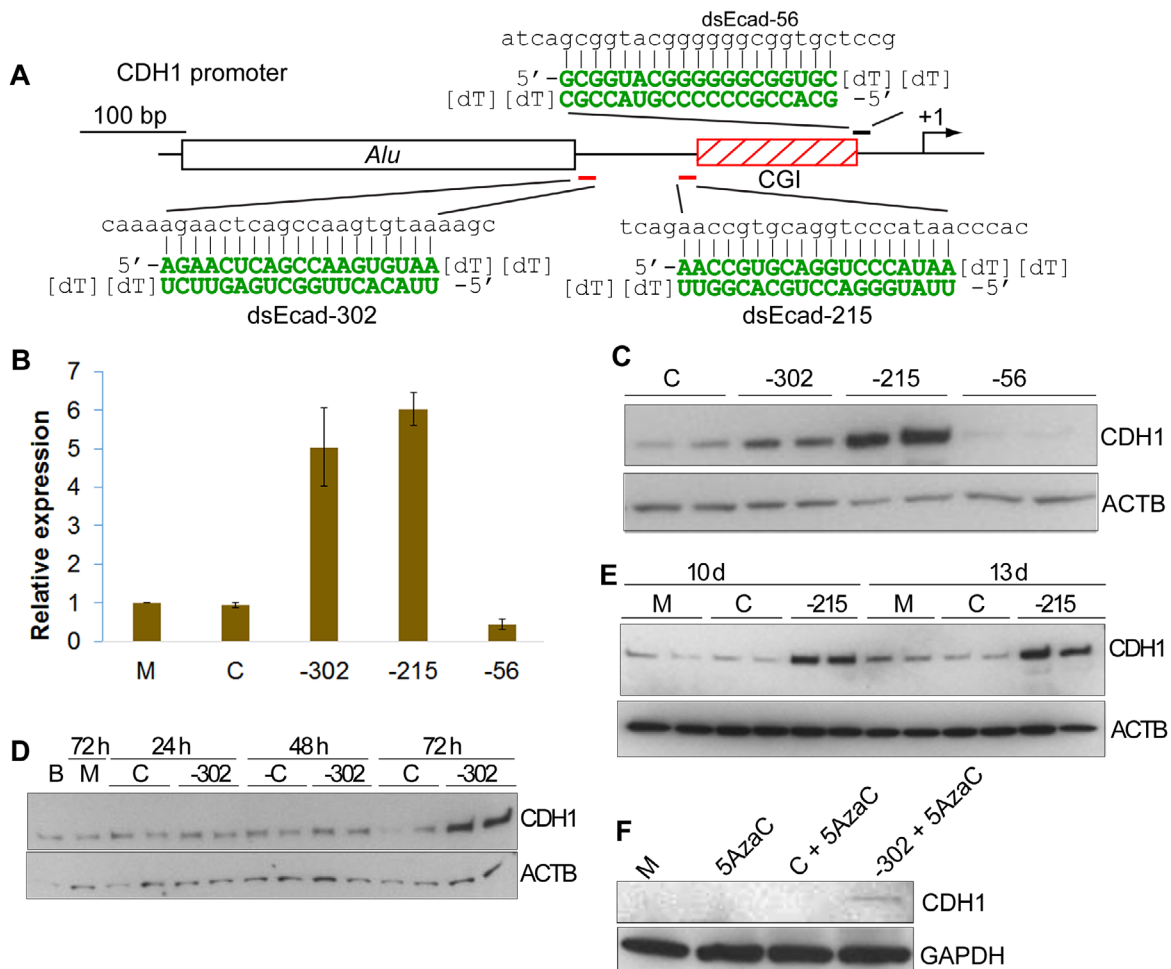 A
CDH1 promoter
100 bp
dsEcad-56
atcagcggtacgggggggcggtgctccg
5′-GCGGUACGGGGGGGCGGUGC[dT][dT]
[dT][dT]CGCCAUGCCCCCCCGCCACG -5′
+1
Alu
CGI
caaaagaactcagccaagtgtaaaagc
5′-AGAACUCAGCCAAGUGUAA[dT][dT]
[dT][dT]UCUUGAGUCGGUUCACAUU -5′
dsEcad-302
tcagaaccgtgcaggtcccataacccac
5′-AACCGUGCAGGUCCCAUAA[dT][dT]
[dT][dT]UUGGCACGUCCAGGGUAUU -5′
dsEcad-215
B
Relative expression
7
6
5
4
3
2
1
0
M C -302 -215 -56
C
C -302 -215 -56
CDH1
ACTB
D
72 h 24 h 48 h 72 h
B M C -302 -C -302 C -302
CDH1
ACTB
E
10 d 13 d
M C -215 M C -215
CDH1
ACTB
F
M 5AzaC C + 5AzaC -302 + 5AzaC
CDH1
GAPDH